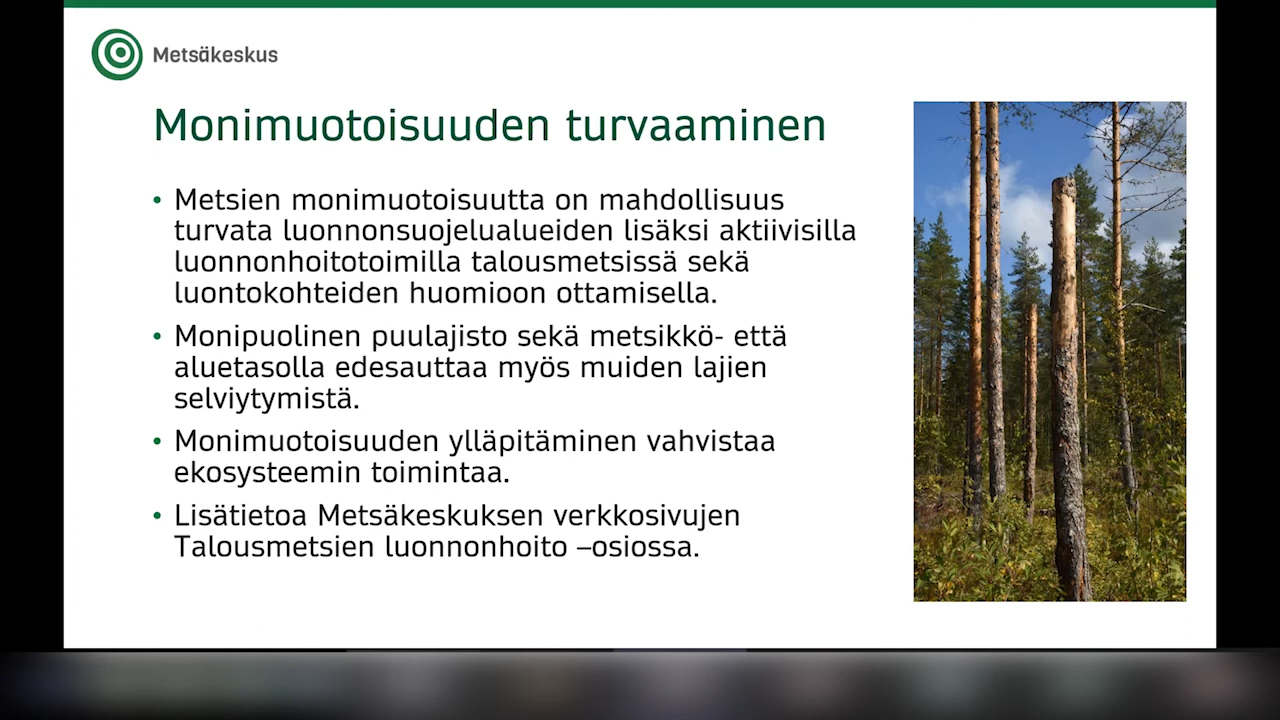 Metsäkeskus
Monimuotoisuuden turvaaminen
• Metsien monimuotoisuutta on mahdollisuus
turvata luonnonsuojelualueiden lisäksi aktiivisilla
luonnonhoitotoimilla talousmetsissä sekä
luontokohteiden huomioon ottamisella.
• Monipuolinen puulajisto sekä metsikkö- että
aluetasolla edesauttaa myös muiden lajien
selviytymistä.
• Monimuotoisuuden ylläpitäminen vahvistaa
ekosysteemin toimintaa.
• Lisätietoa Metsäkeskuksen verkkosivujen
Talousmetsien luonnonhoito –osiossa.